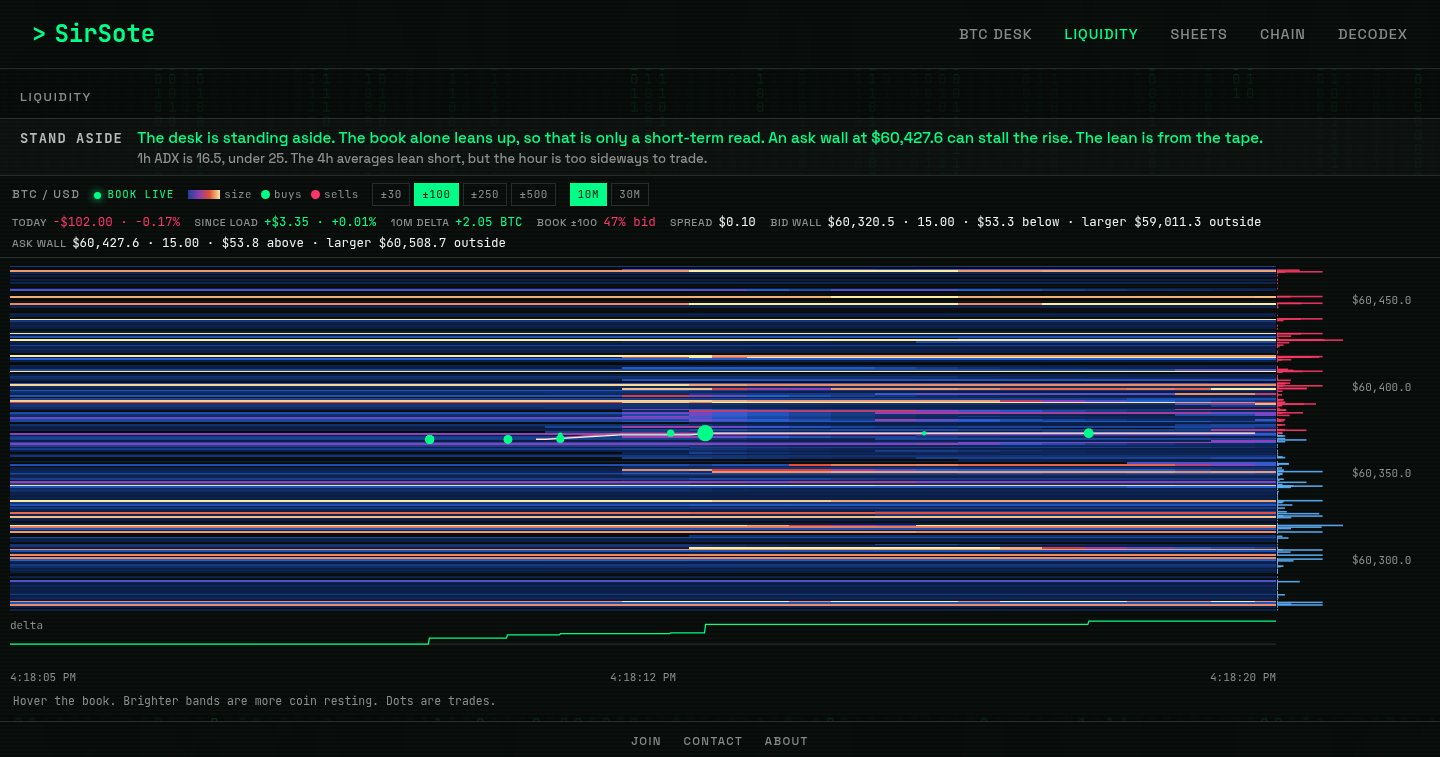 > SirSote
BTC DESK LIQUIDITY SHEETS CHAIN DECODEX
LIQUIDITY
STAND ASIDE The desk is standing aside. The book alone leans up, so that is only a short-term read. An ask wall at $60,427.6 can stall the rise. The lean is from the tape.
1h ADX is 16.5, under 25. The 4h averages lean short, but the hour is too sideways to trade.
BTC / USD BOOK LIVE size buys sells ±30 ±100 ±250 ±500 10M 30M
TODAY -$102.00 · -0.17% SINCE LOAD +$3.35 · +0.01% 10M DELTA +2.05 BTC BOOK ±100 47% bid SPREAD $0.10 BID WALL $60,320.5 · 15.00 · $53.3 below · larger $59,011.3 outside
ASK WALL $60,427.6 · 15.00 · $53.8 above · larger $60,508.7 outside
$60,450.0
$60,400.0
$60,350.0
$60,300.0
delta
4:18:05 PM 4:18:12 PM 4:18:20 PM
Hover the book. Brighter bands are more coin resting. Dots are trades.
JOIN CONTACT ABOUT